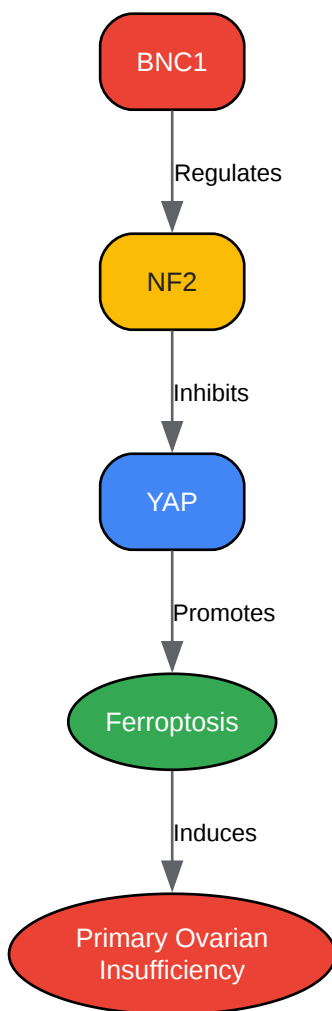 BNC1
Regulates
NF2
Inhibits
YAP
Promotes
Ferroptosis
Induces
Primary Ovarian
Insufficiency